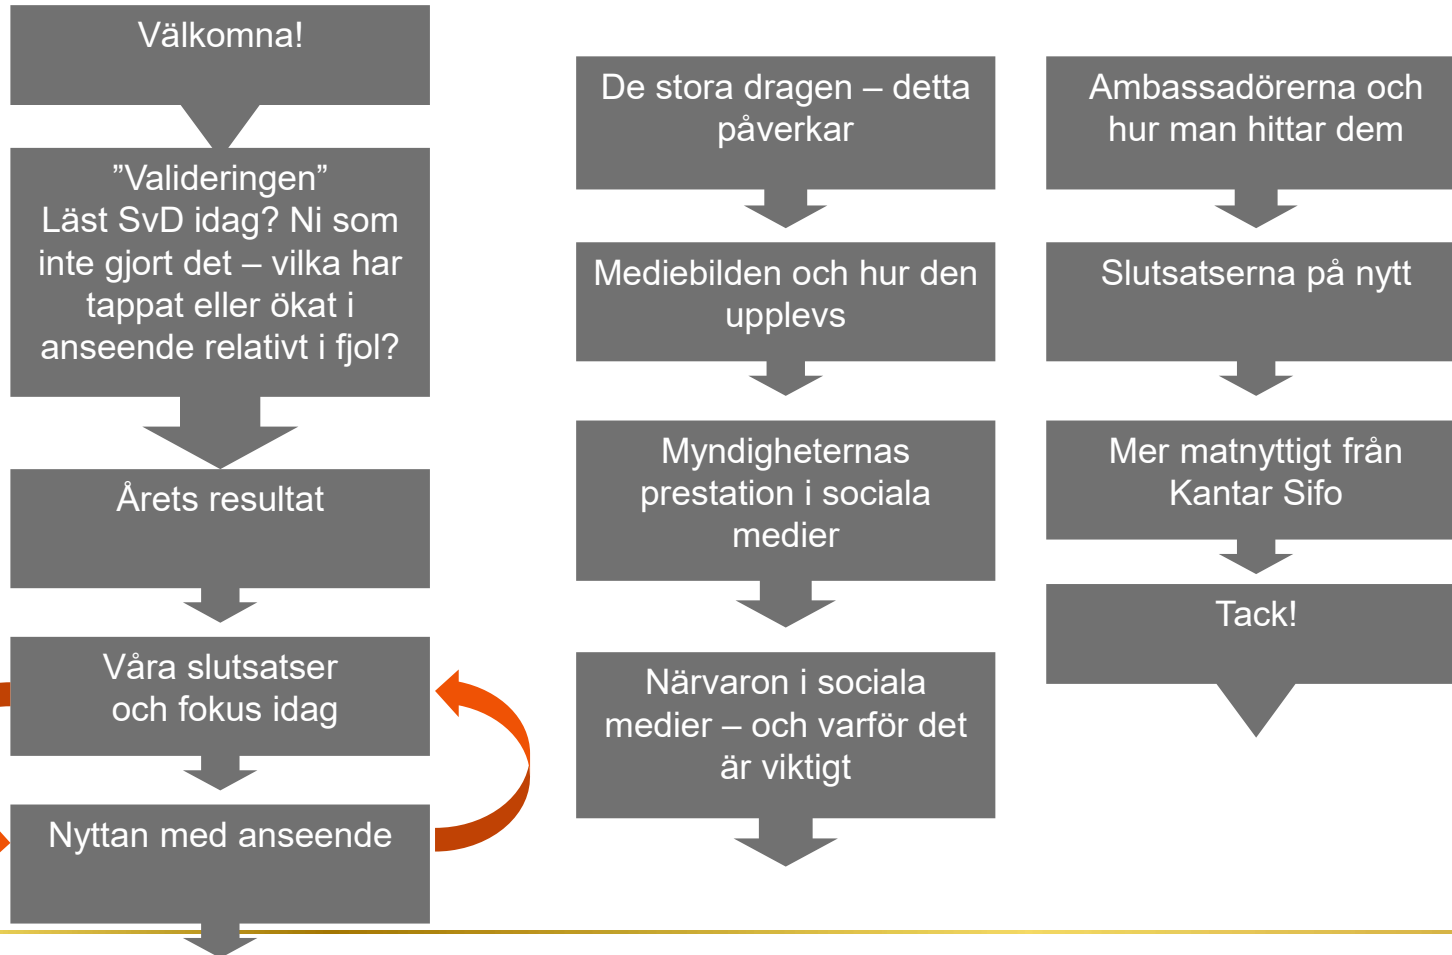 Välkomna!
”Valideringen”
Läst SvD idag? Ni som
inte gjort det – vilka har
tappat eller ökat i
anseende relativt i fjol?
Årets resultat
Våra slutsatser
och fokus idag
Nyttan med anseende
De stora dragen – detta
påverkar
Mediebilden och hur den
upplevs
Myndigheternas
prestation i sociala
medier
Närvaron i sociala
medier – och varför det
är viktigt
Ambassadörerna och
hur man hittar dem
Slutsatserna på nytt
Mer matnyttigt från
Kantar Sifo
Tack!